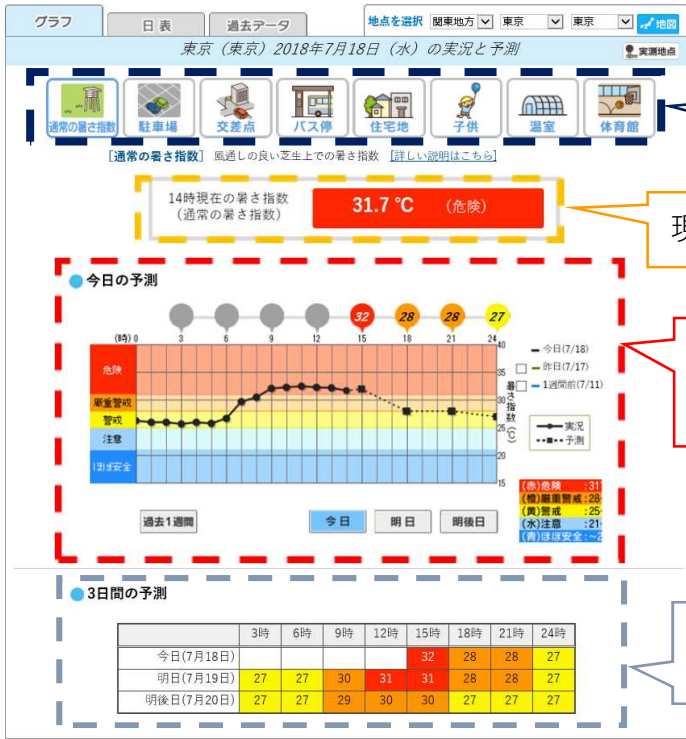 グラフ 日表 過去データ 地点を選択 関東地方 東京 東京 地図
東京（東京）2018年7月18日（水）の実況と予測 実測地点
通常の暑さ指数 駐車場 交差点 バス停 住宅地 子供 温室 体育館
［通常の暑さ指数］ 風通しの良い芝生上での暑さ指数 [詳しい説明はこちら]
14時現在の暑さ指数
（通常の暑さ指数）
31.7 ℃ （危険）
現
今日の予測
32 28 28 27
(時) 0 3 6 9 12 15 18 21 24
危険
厳重警戒
警戒
注意
ほぼ安全
40
35
30
25
20
15
暑さ指数(℃)
今日(7/18)
昨日(7/17)
1週間前(7/11)
実況
予測
(赤)危険 :31
(橙)厳重警戒:28
(黄)警戒 :25
(水)注意 :21
(青)ほぼ安全:~2
過去1週間 今日 明日 明後日
3日間の予測
3時 6時 9時 12時 15時 18時 21時 24時
今日(7月18日) 32 28 28 27
明日(7月19日) 27 27 30 31 31 28 28 27
明後日(7月20日) 27 27 29 30 30 27 27 27